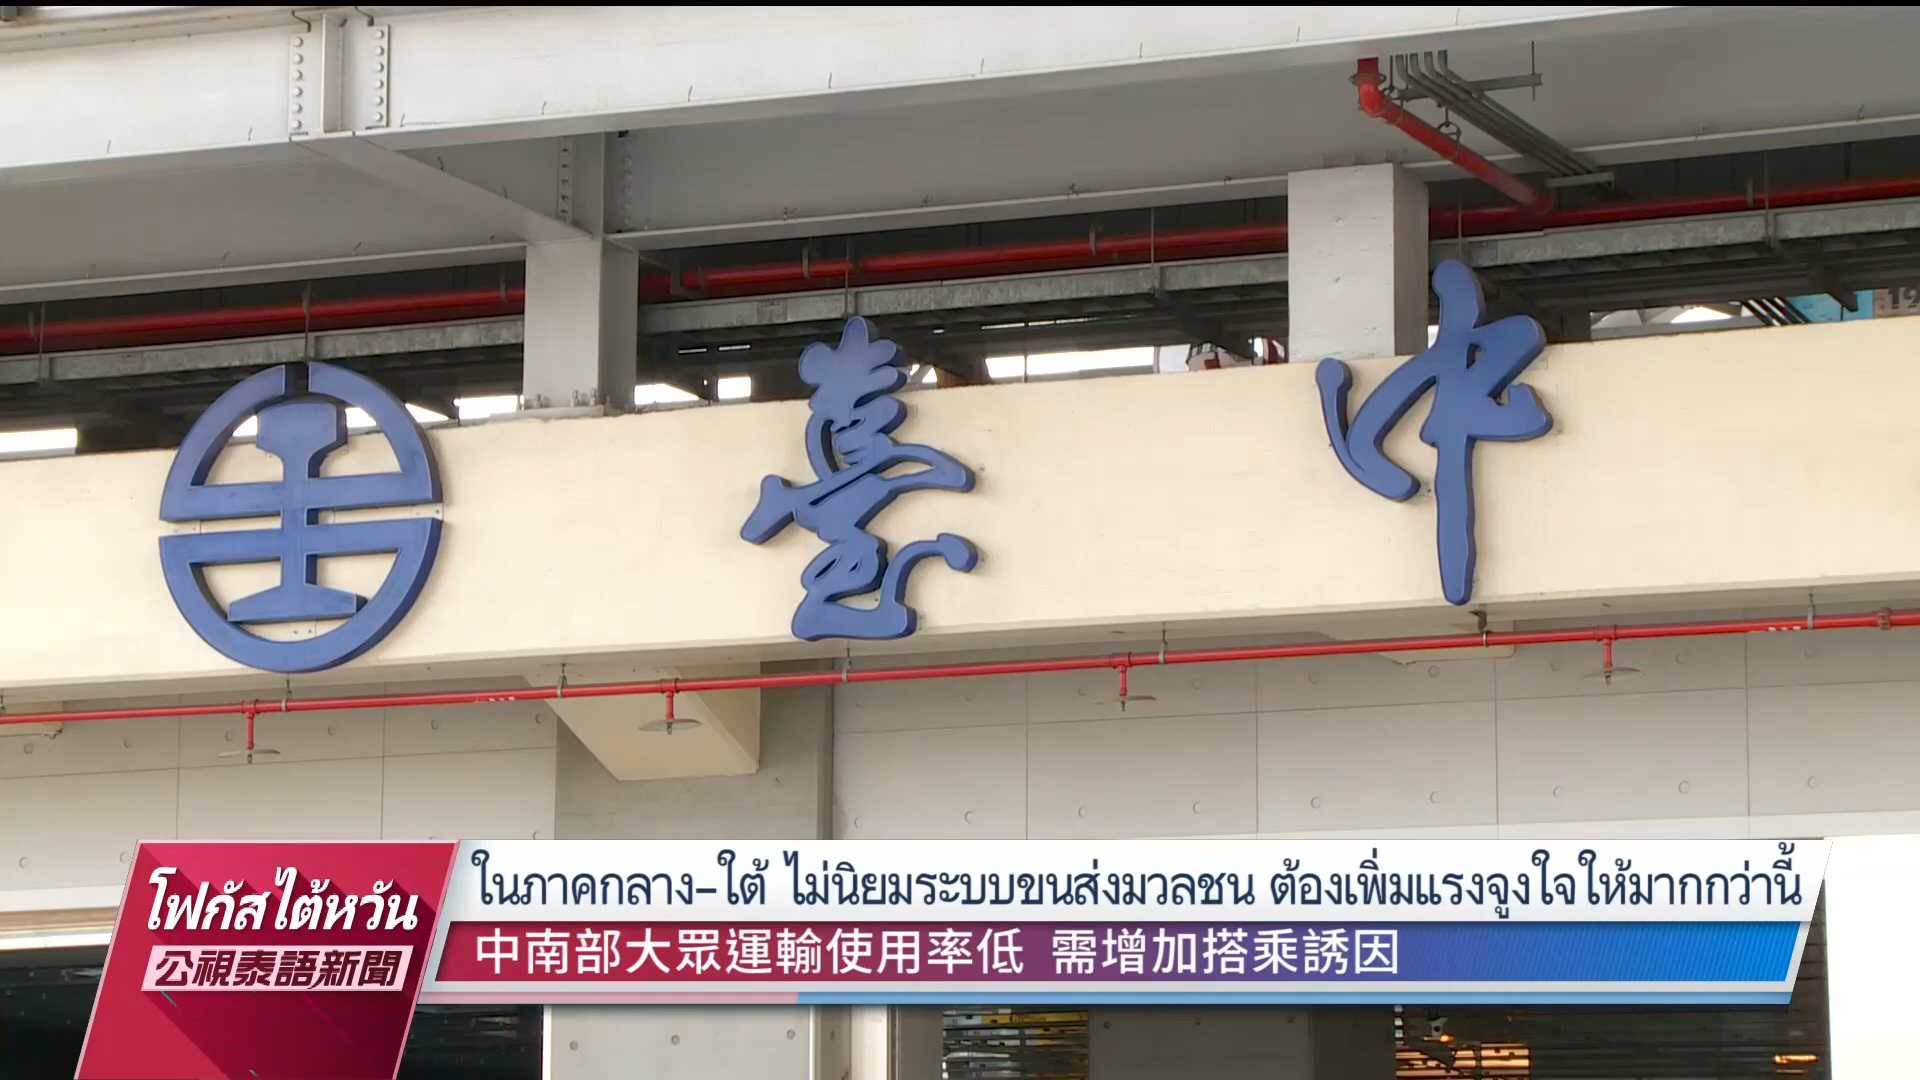 臺中
โฟกัสไต้หวัน
公視泰語新聞
ในภาคกลาง-ใต้ ไม่นิยมระบบขนส่งมวลชน ต้องเพิ่มแรงจูงใจให้มากกว่านี้
中南部大眾運輸使用率低 需增加搭乘誘因